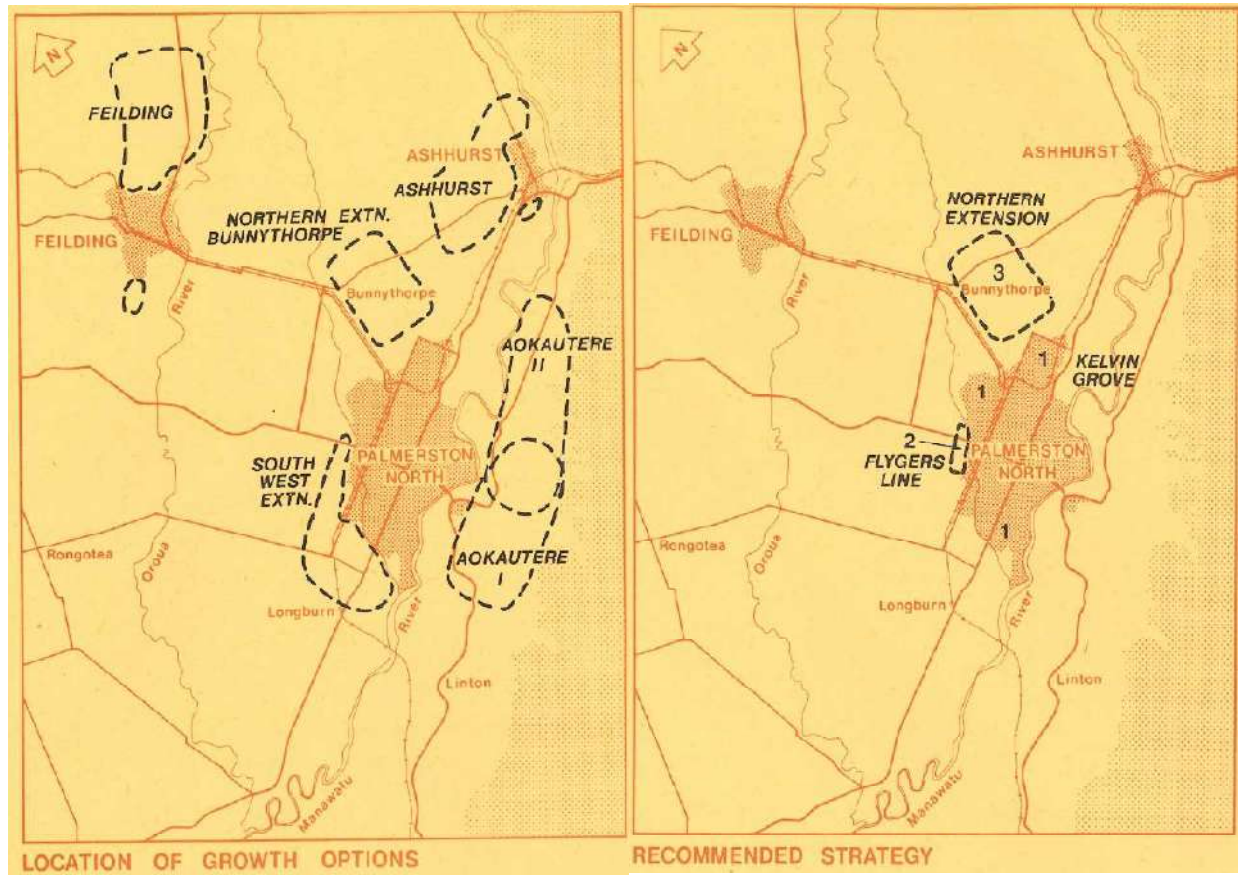 N
FEILDING
ASHHURST
ASHHURST
NORTHERN EXTN.
BUNNYTHORPE
FEILDING
Bunnythorpe
River
AOKAUTERE
II
SOUTH
WEST
EXTN.
PALMERSTON
NORTH
Rongotea
Oroua
AOKAUTERE
I
Longburn
River
Linton
Manawatu
LOCATION OF GROWTH OPTIONS
N
ASHHURST
NORTHERN
EXTENSION
FEILDING
3
Bunnythorpe
River
1
KELVIN
GROVE
1
2
FLYGERS
LINE
PALMERSTON
NORTH
1
Rongotea
Oroua
Longburn
River
Linton
Manawatu
RECOMMENDED STRATEGY